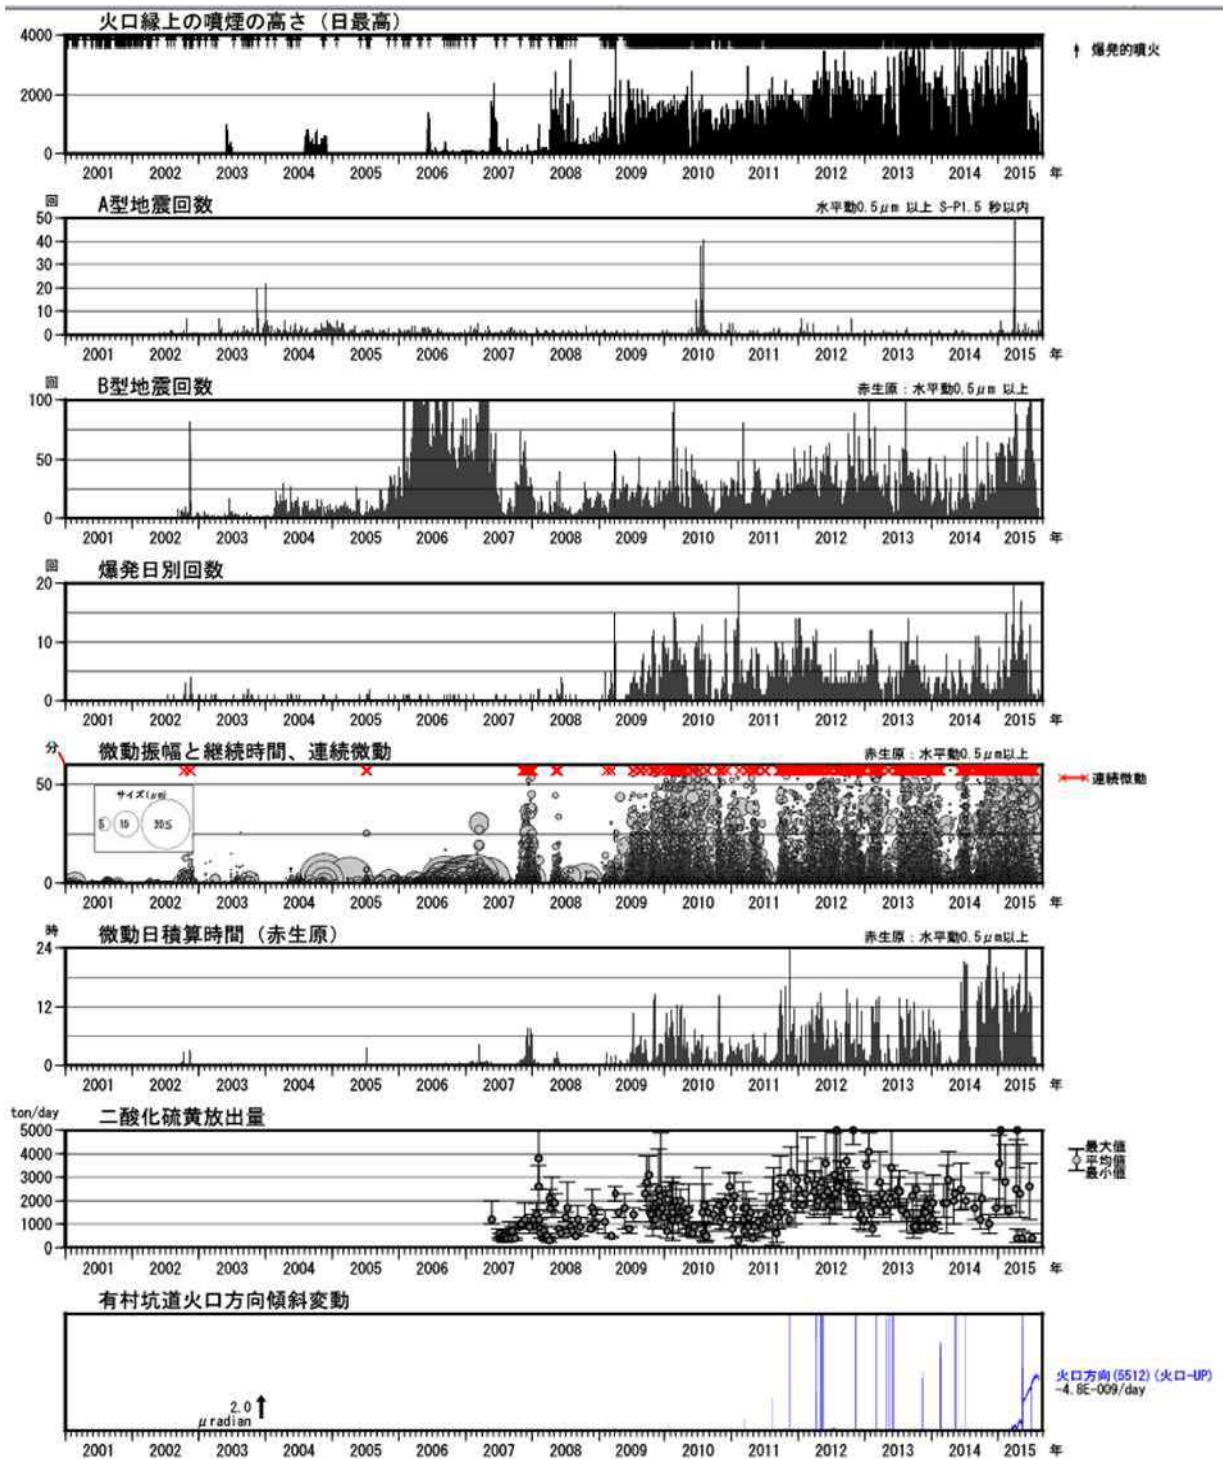 火口縁上の噴煙の高さ（日最高）
4000
2000
0
↑ 爆発的噴火
2001 2002 2003 2004 2005 2006 2007 2008 2009 2010 2011 2012 2013 2014 2015 年
回 A型地震回数 水平動0.5μm 以上 S-P1.5 秒以内
50
40
30
20
10
0
2001 2002 2003 2004 2005 2006 2007 2008 2009 2010 2011 2012 2013 2014 2015 年
回 B型地震回数 赤生原：水平動0.5μm 以上
100
50
0
2001 2002 2003 2004 2005 2006 2007 2008 2009 2010 2011 2012 2013 2014 2015 年
回 爆発日別回数
20
10
0
2001 2002 2003 2004 2005 2006 2007 2008 2009 2010 2011 2012 2013 2014 2015 年
分 微動振幅と継続時間、連続微動 赤生原：水平動0.5μm以上
連続微動
50
サイズ(μm)
10
0
2001 2002 2003 2004 2005 2006 2007 2008 2009 2010 2011 2012 2013 2014 2015 年
時 微動日積算時間（赤生原） 赤生原：水平動0.5μm以上
24
12
0
2001 2002 2003 2004 2005 2006 2007 2008 2009 2010 2011 2012 2013 2014 2015 年
ton/day 二酸化硫黄放出量
5000
4000
3000
2000
1000
0
最大値
平均値
最小値
2001 2002 2003 2004 2005 2006 2007 2008 2009 2010 2011 2012 2013 2014 2015 年
有村坑道火口方向傾斜変動
火口方向(5512)(火口-UP)
-4.8E-009/day
2.0
μradian
2001 2002 2003 2004 2005 2006 2007 2008 2009 2010 2011 2012 2013 2014 2015 年